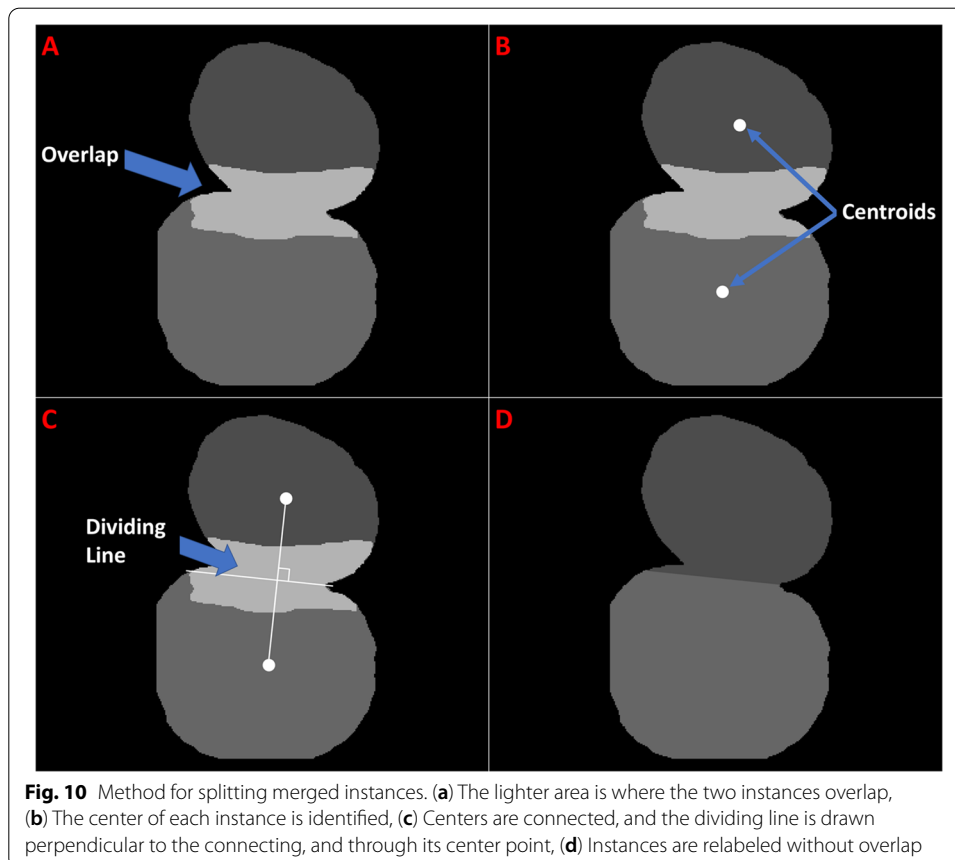 A
B
Overlap
Centroids
C
D
Dividing
Line
Fig. 10 Method for splitting merged instances. (a) The lighter area is where the two instances overlap,
(b) The center of each instance is identified, (c) Centers are connected, and the dividing line is drawn
perpendicular to the connecting, and through its center point, (d) Instances are relabeled without overlap